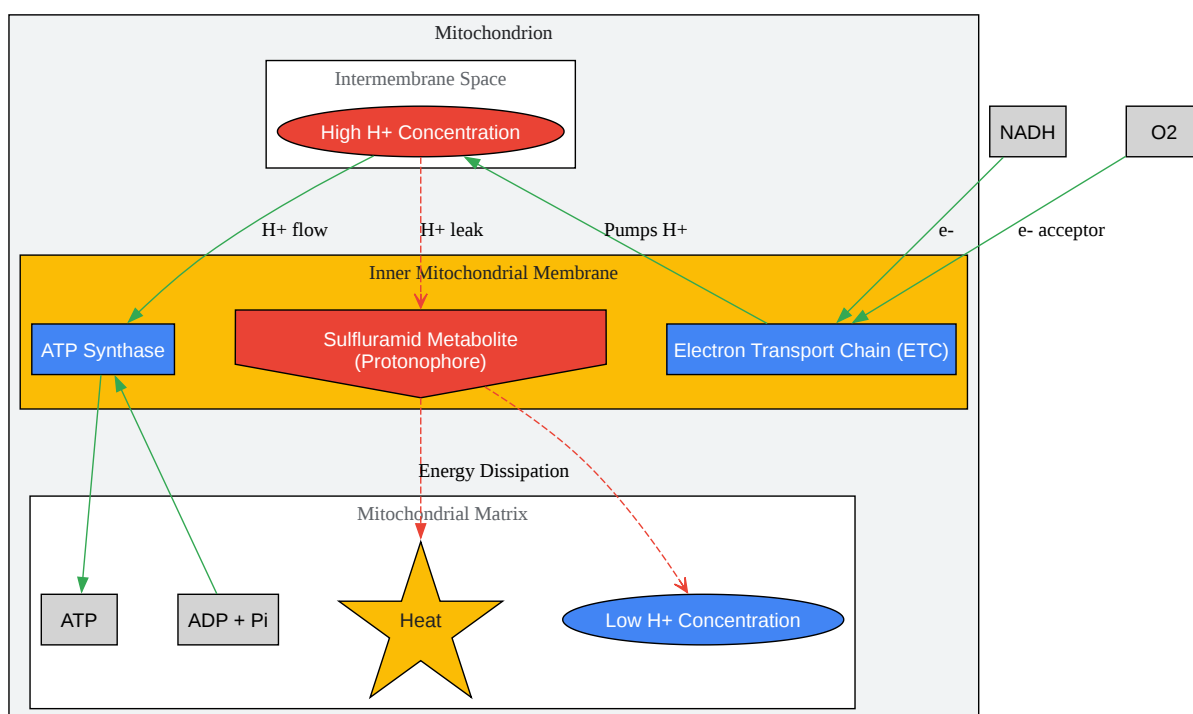 Mitochondrion
Intermembrane Space
High H+ Concentration
NADH
O2
H+ flow
H+ leak
Pumps H+
e-
e- acceptor
Inner Mitochondrial Membrane
ATP Synthase
Sulfluramid Metabolite
(Protonophore)
Electron Transport Chain (ETC)
Energy Dissipation
Mitochondrial Matrix
ATP
ADP + Pi
Heat
Low H+ Concentration